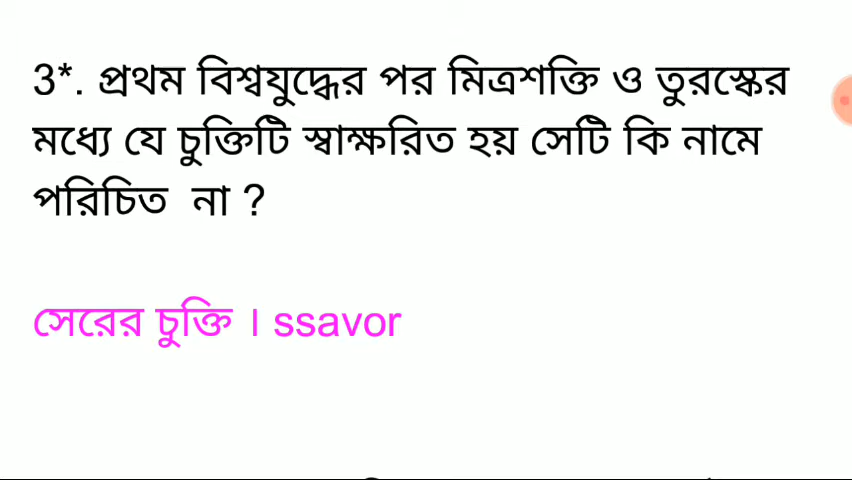 3*. প্রথম বিশ্বযুদ্ধের পর মিত্রশক্তি ও তুরস্কের
মধ্যে যে চুক্তিটি স্বাক্ষরিত হয় সেটি কি নামে
পরিচিত না ?
সেরের চুক্তি । ssavor